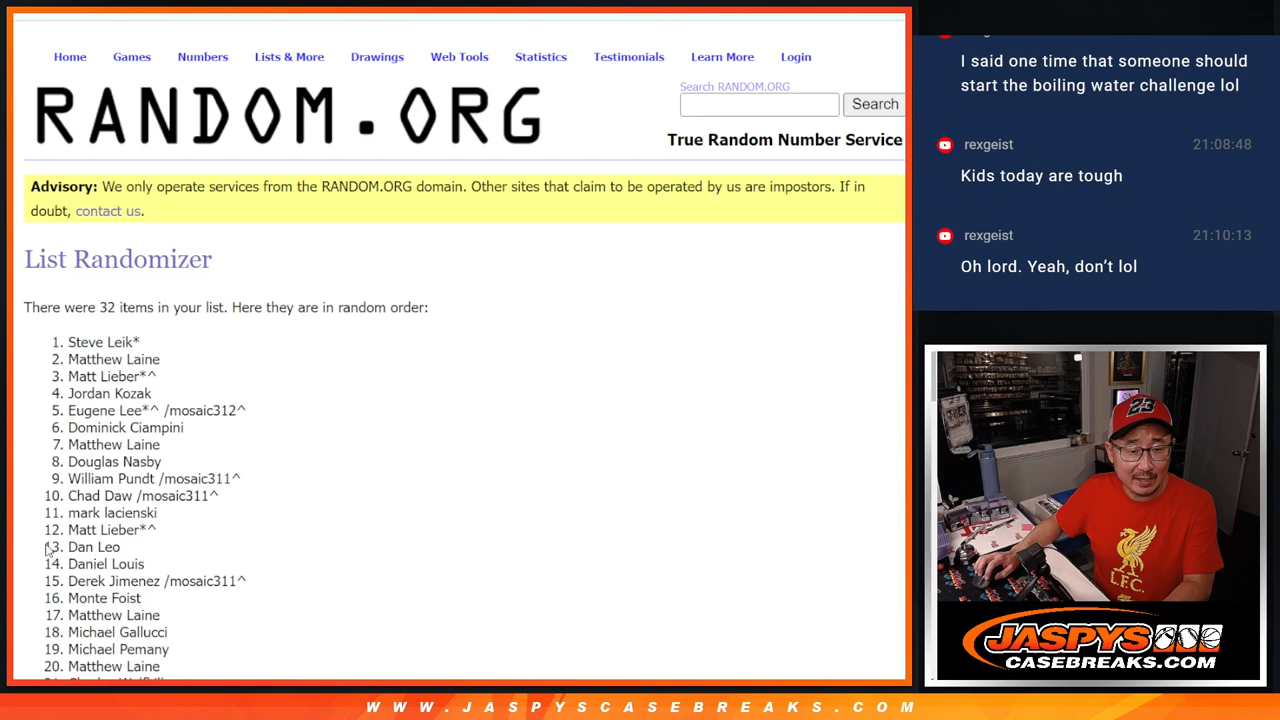 Home Games Numbers Lists & More Drawings Web Tools Statistics Testimonials Learn More Login
RANDOM.ORG
Search RANDOM.ORG
Search
True Random Number Service
Advisory: We only operate services from the RANDOM.ORG domain. Other sites that claim to be operated by us are impostors. If in
doubt, contact us.
List Randomizer
There were 32 items in your list. Here they are in random order:
1. Steve Leik*
2. Matthew Laine
3. Matt Lieber*^
4. Jordan Kozak
5. Eugene Lee*^ /mosaic312^
6. Dominick Ciampini
7. Matthew Laine
8. Douglas Nasby
9. William Pundt /mosaic311^
10. Chad Daw /mosaic311^
11. mark lacienski
12. Matt Lieber*^
13. Dan Leo
14. Daniel Louis
15. Derek Jimenez /mosaic311^
16. Monte Foist
17. Matthew Laine
18. Michael Gallucci
19. Michael Pemany
20. Matthew Laine
I said one time that someone should
start the boiling water challenge lol
rexgeist 21:08:48
Kids today are tough
rexgeist 21:10:13
Oh lord. Yeah, don't lol
23
L.F.C.
JASPYS
CASEBREAKS.COM
WWW.JASPYSCASEBREAKS.COM